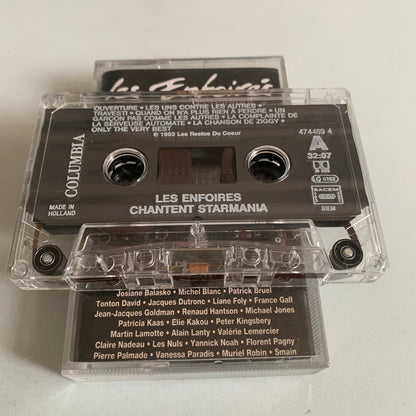 Les Enfoirés
OUVERTURE • LES UNS CONTRE LES AUTRES •
TRAVESTI • QUAND ON N'A PLUS RIEN À PERDRE • UN
GARÇON PAS COMME LES AUTRES • LA COMPLAINTE DE
LA SERVEUSE AUTOMATE • LA CHANSON DE ZIGGY •
ONLY THE VERY BEST
℗ 1993 Les Restos Du Coeur
474469 4
A
32:07
COLUMBIA
MADE IN
HOLLAND
LC 0162
SACEM
BIEM
LES ENFOIRES
CHANTENT STARMANIA
Josiane Balasko • Michel Blanc • Patrick Bruel
Tonton David • Jacques Dutronc • Liane Foly • France Gall
Jean-Jacques Goldman • Renaud Hantson • Michael Jones
Patricia Kaas • Elie Kakou • Peter Kingsbery
Martin Lamotte • Alain Lanty • Valérie Lemercier
Claire Nadeau • Les Nuls • Yannick Noah • Florent Pagny
Pierre Palmade • Vanessa Paradis • Muriel Robin • Smain